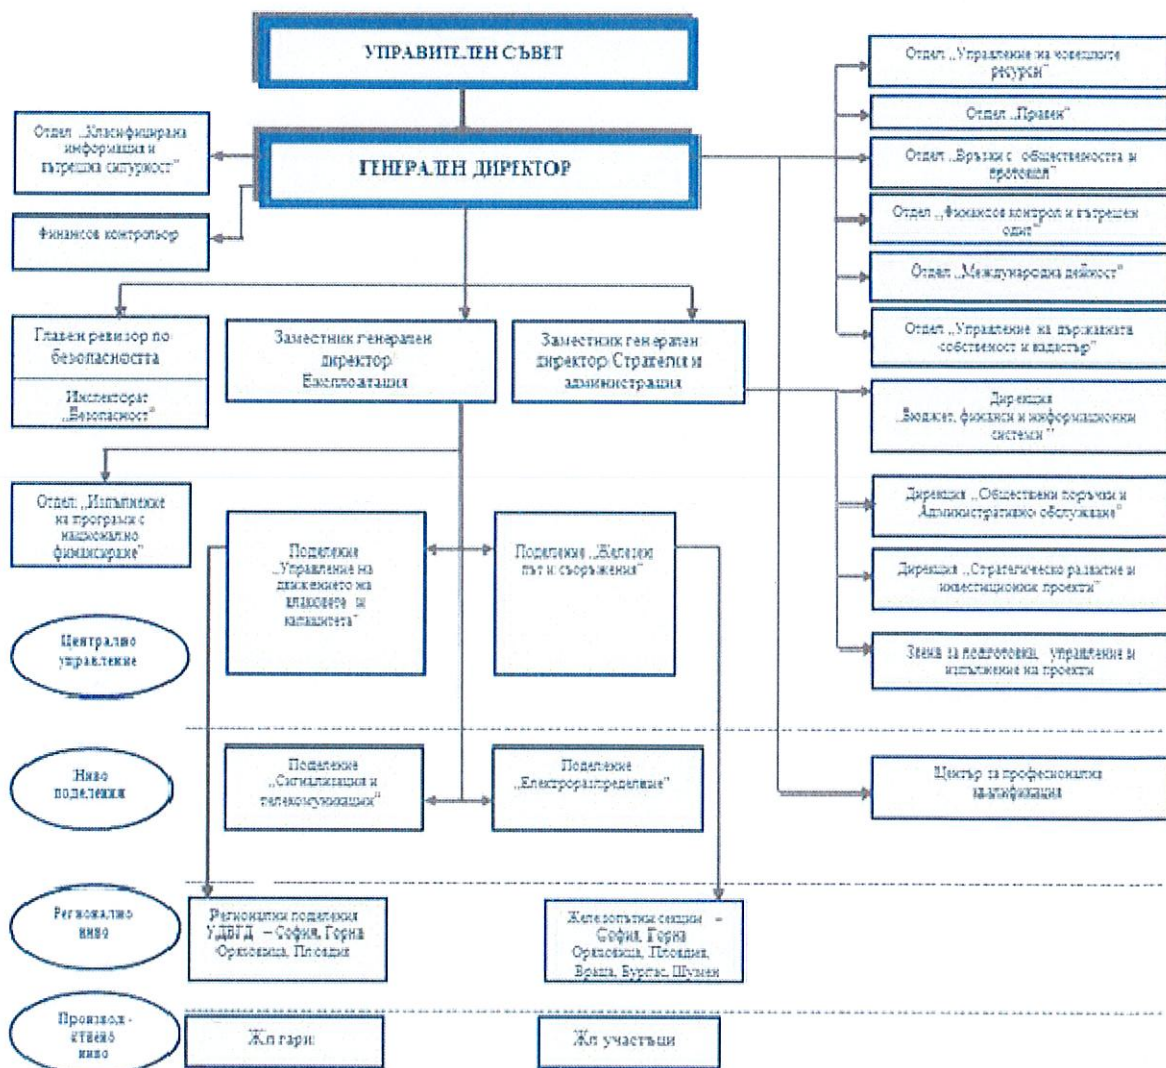 УПРАВИТЕЛЕН СЪВЕТ
ГЕНЕРАЛЕН ДИРЕКТОР
Отдел „Класифицирана
информация и
вътрешна сигурност"
Финансов контрольор
Отдел „Управление на човешките
ресурси"
Отдел „Правен"
Отдел „Връзки с обществеността и
протокол"
Отдел „Финансов контрол и вътрешен
одит"
Отдел „Международна дейност"
Отдел „Управление на държавната
собственост и кадастър"
Главен ревизор по
безопасността
Инспекторат
„Безопасност"
Заместник генерален
директор
Експлоатация
Заместник генерален
директор Стратегия и
администрация
Дирекция
„Бюджет, финанси и информационни
системи"
Дирекция „Обществени поръчки и
Административно обслужване"
Дирекция „Стратегическо развитие и
инвестиционни проекти"
Звена за подготовка, управление и
изпълнение на проекти
Отдел „Изпълнение
на програми с
национално
финансиране"
Поделение
„Управление на
движението на
влаковете и
капацитета"
Поделение „Железен
път и съоръжения"
Централно
управление
Ниво
поделения
Поделение
„Сигнализация и
телекомуникации"
Поделение
„Електроразпределение"
Център за професионална
квалификация
Регионално
ниво
Регионални поделения
УДВГД – София, Горна
Оряховица, Пловдив
Железопътни секции –
София, Горна
Оряховица, Пловдив,
Враца, Бургас, Шумен
Производ-
ствено
ниво
Жп гари
Жп участъци